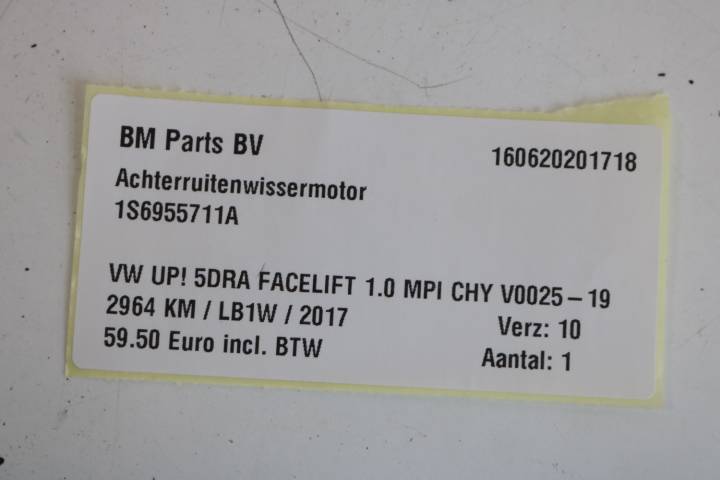 BM Parts BV 160620201718
Achterruitenwissermotor
1S6955711A
VW UP! 5DRA FACELIFT 1.0 MPI CHY V0025 – 19
2964 KM / LB1W / 2017 Verz: 10
59.50 Euro incl. BTW Aantal: 1